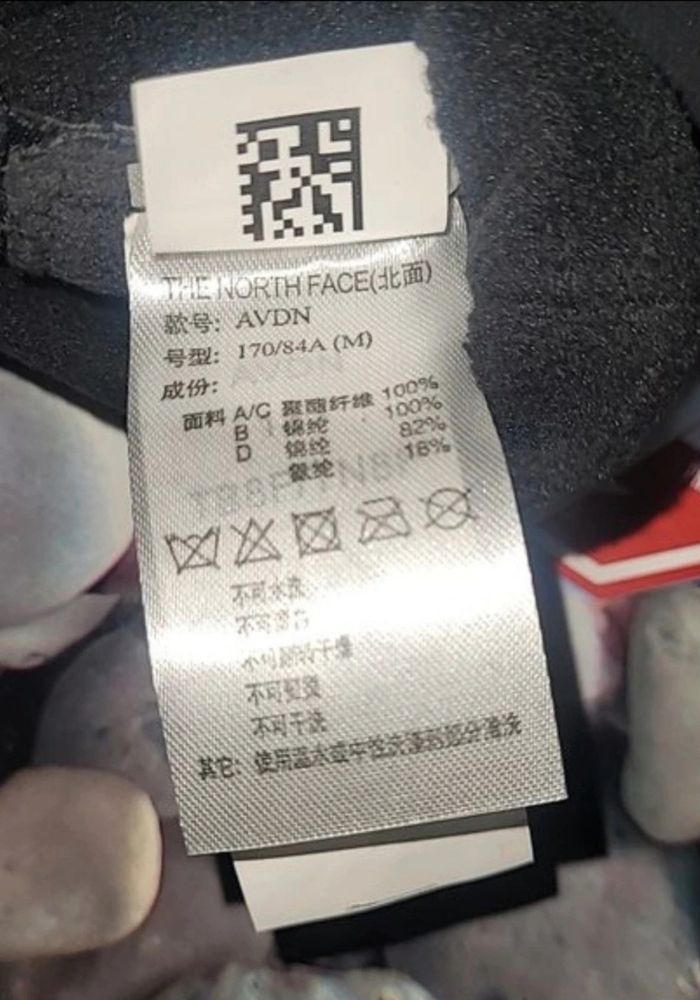 THE NORTH FACE(北面)
款号: AVDN
号型: 170/84A (M)
成份:
面料 A/C 聚酯纤维 100%
B 锦纶 100%
D 锦纶 82%
氨纶 18%
不可水洗
不可漂白
不可翻转干燥
不可熨烫
不可干洗
其它: 使用温水或中性洗涤剂部分清洗